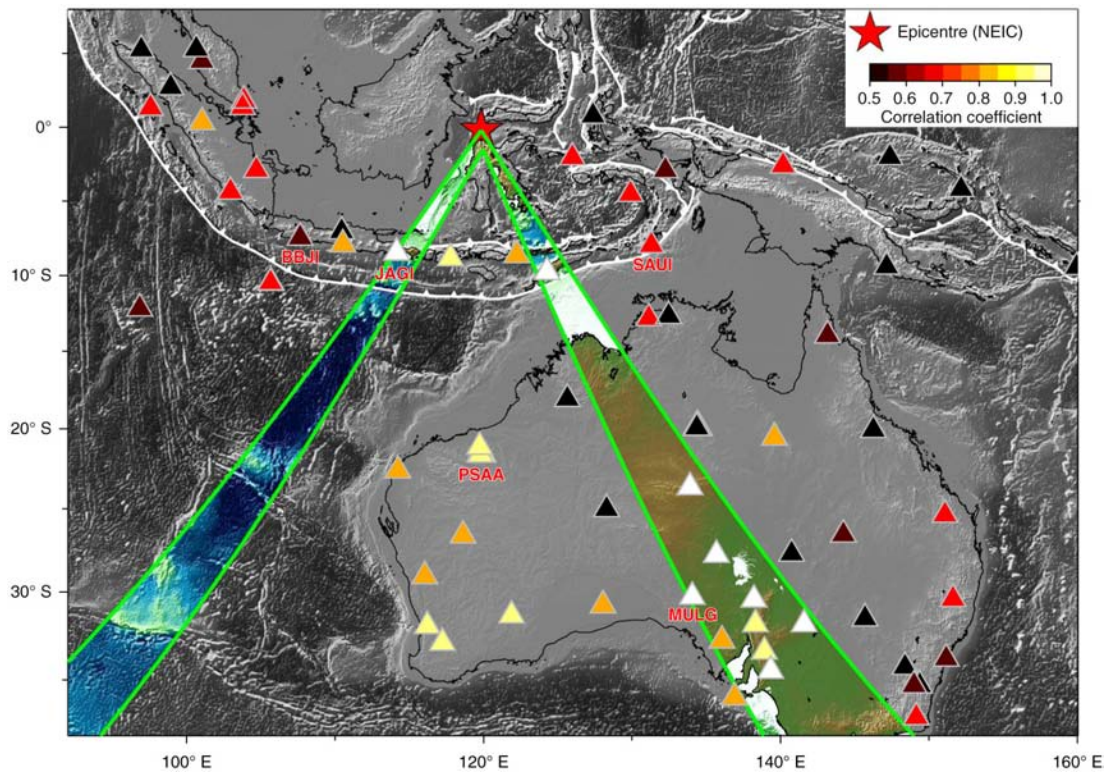 Epicentre (NEIC)
0.5 0.6 0.7 0.8 0.9 1.0
Correlation coefficient
0°
BBJI
JAGI
SAUI
10° S
20° S
PSAA
30° S
MULG
100° E
120° E
140° E
160° E